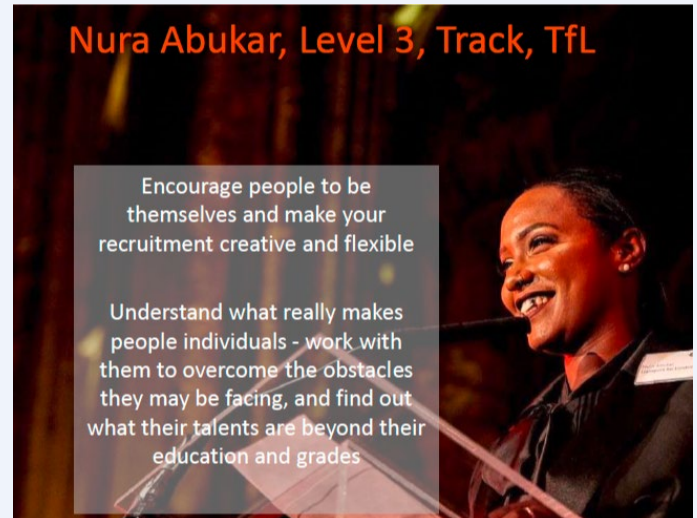 Nura Abukar, Level 3, Track, TfL
Encourage people to be
themselves and make your
recruitment creative and flexible
Understand what really makes
people individuals - work with
them to overcome the obstacles
they may be facing, and find out
what their talents are beyond their
education and grades